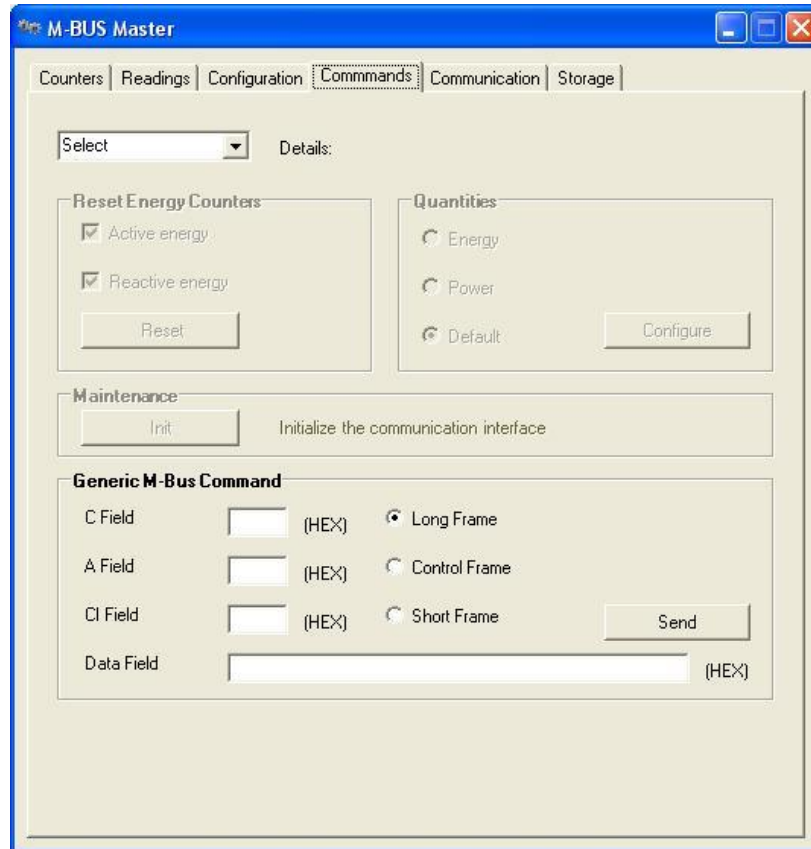 M-BUS Master
Counters Readings Configuration Commmands Communication Storage
Select Details:
Reset Energy Counters Quantities
Active energy Energy
Reactive energy Power
Reset Default Configure
Maintenance
Init Initialize the communication interface
Generic M-Bus Command
C Field (HEX) Long Frame
A Field (HEX) Control Frame
CI Field (HEX) Short Frame Send
Data Field (HEX)